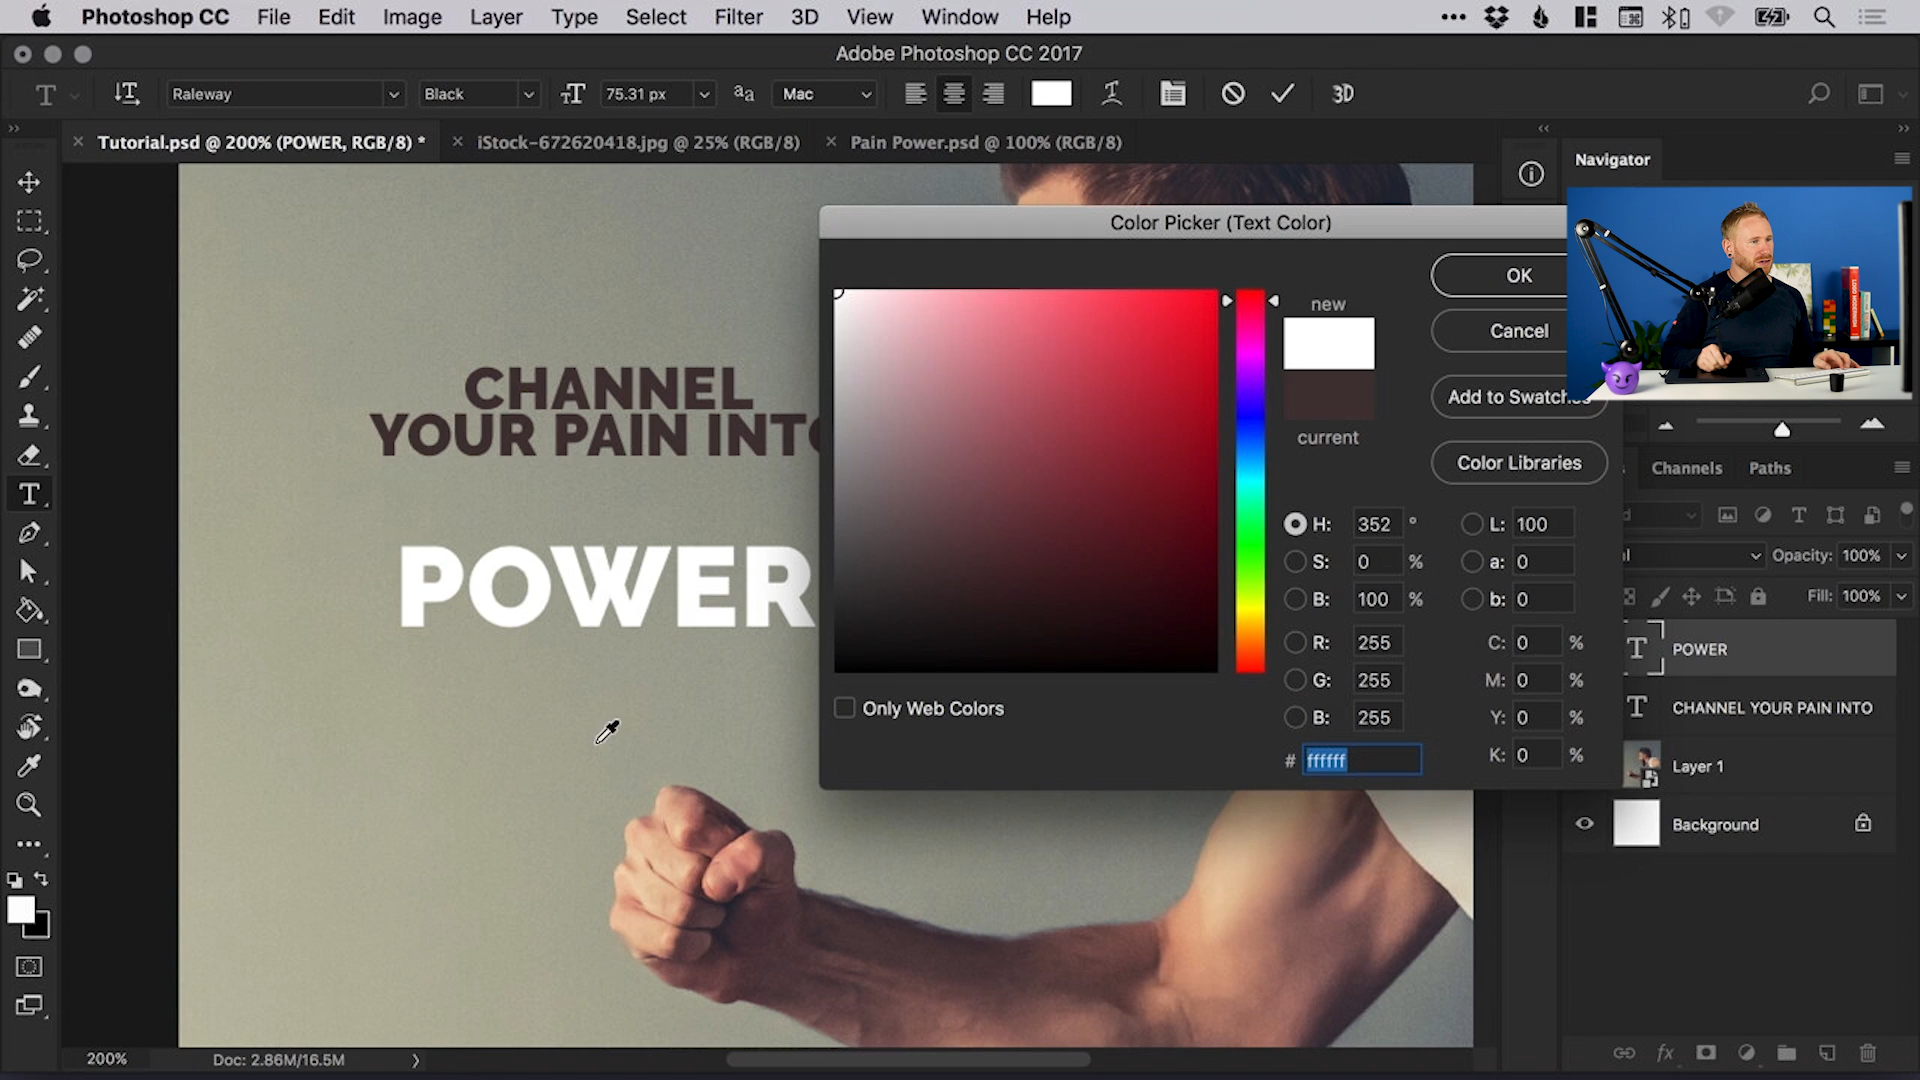 Photoshop CC File Edit Image Layer Type Select Filter 3D View Window Help
Adobe Photoshop CC 2017
T Raleway Black 75.31 px Mac 3D
Tutorial.psd @ 200% (POWER, RGB/8) * iStock-672620418.jpg @ 25% (RGB/8) Pain Power.psd @ 100% (RGB/8)
Navigator
CHANNEL
YOUR PAIN INTO
POWER
Color Picker (Text Color)
new
current
OK
Cancel
Add to Swatches
Color Libraries
H: 352 ° L: 100
S: 0 % a: 0
B: 100 % b: 0
R: 255 C: 0 %
G: 255 M: 0 %
B: 255 Y: 0 %
# ffffff K: 0 %
Only Web Colors
Channels Paths
Opacity: 100%
Fill: 100%
T POWER
T CHANNEL YOUR PAIN INTO
Layer 1
Background
fx
200% Doc: 2.86M/16.5M